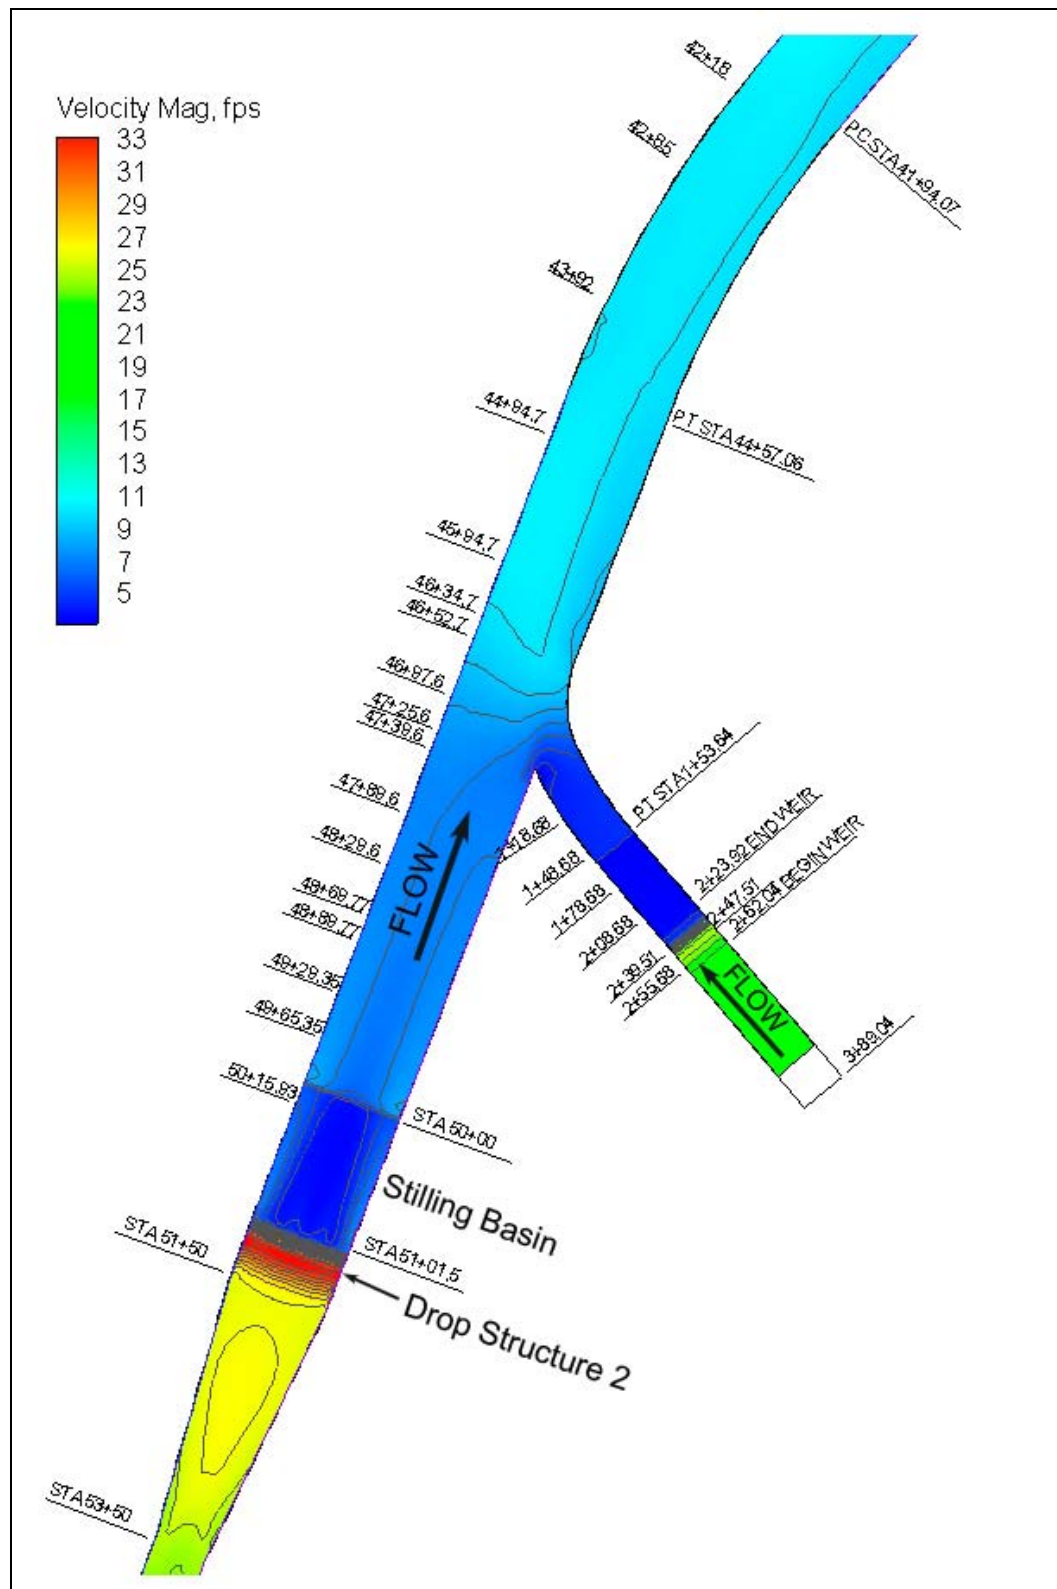 42+18
Velocity Mag, fps
33
31
29
27
25
23
21
19
17
15
13
11
9
7
5
42+85
PC STA 41+94.07
43+92
44+94.7
PT STA 44+57.06
45+94.7
46+34.7
46+52.7
46+97.6
47+25.6
47+39.6
PT STA 1+53.64
47+89.6
48+29.6
1+18.68
1+48.68
2+23.92 END WEIR
48+69.77
48+89.77
FLOW
1+78.68
2+47.51
2+62.04 BEGIN WEIR
2+08.68
49+29.35
2+39.51
2+55.68
FLOW
49+65.35
3+89.04
50+15.93
STA 50+00
Stilling Basin
STA 51+50
STA 51+01.5
Drop Structure 2
STA 53+50